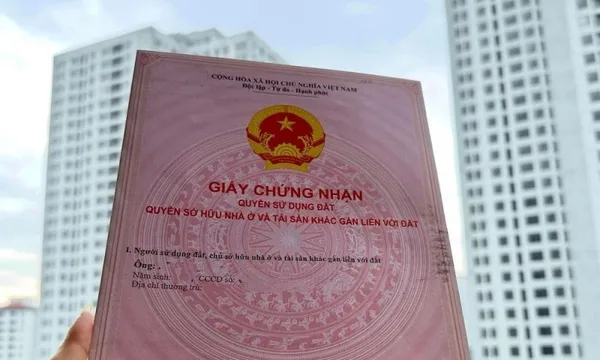 CỘNG HÒA XÃ HỘI CHỦ NGHĨA VIỆT NAM
Độc lập - Tự do - Hạnh phúc
GIẤY CHỨNG NHẬN
QUYỀN SỬ DỤNG ĐẤT
QUYỀN SỞ HỮU NHÀ Ở VÀ TÀI SẢN KHÁC GẮN LIỀN VỚI ĐẤT
I. Người sử dụng đất, chủ sở hữu nhà ở và tài sản khác gắn liền với đất
Ông:
Năm sinh: , CCCD số:
Địa chỉ thường trú: